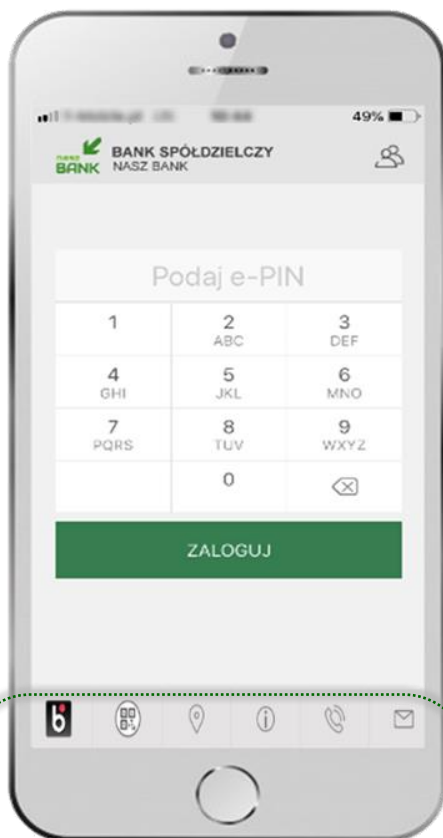 49%
nasz BANK
BANK SPÓŁDZIELCZY
NASZ BANK
Podaj e-PIN
1 2 3
ABC DEF
4 5 6
GHI JKL MNO
7 8 9
PQRS TUV WXYZ
0
ZALOGUJ